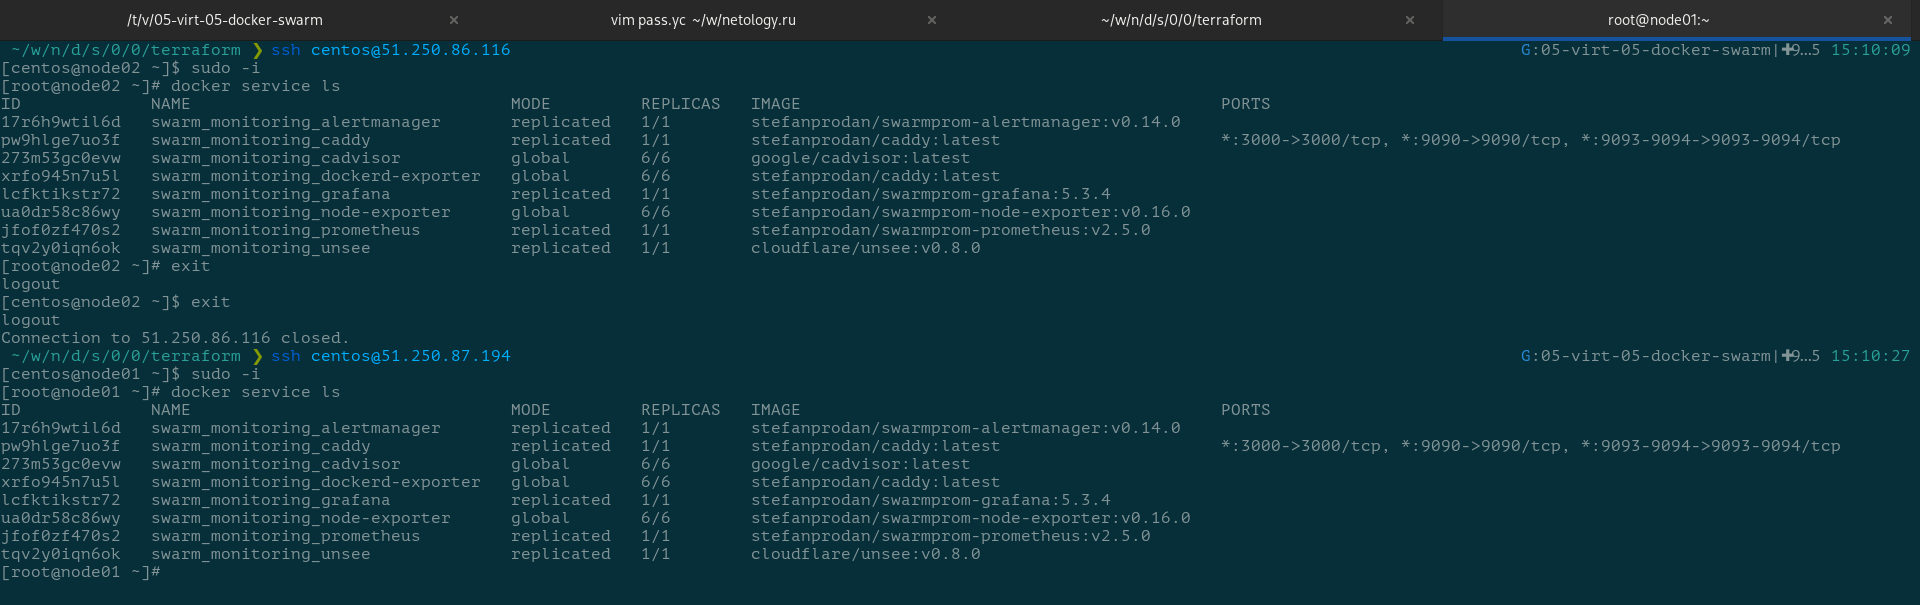 /t/v/05-virt-05-docker-swarm × vim pass.yc ~/w/netology.ru × ~/w/n/d/s/0/0/terraform × root@node01:~ ×
~/w/n/d/s/0/0/terraform ❯ ssh centos@51.250.86.116 G:05-virt-05-docker-swarm|✚9…5 15:10:09
[centos@node02 ~]$ sudo -i
[root@node02 ~]# docker service ls
ID NAME MODE REPLICAS IMAGE PORTS
17r6h9wtil6d swarm_monitoring_alertmanager replicated 1/1 stefanprodan/swarmprom-alertmanager:v0.14.0
pw9hlge7uo3f swarm_monitoring_caddy replicated 1/1 stefanprodan/caddy:latest *:3000->3000/tcp, *:9090->9090/tcp, *:9093-9094->9093-9094/tcp
273m53gc0evw swarm_monitoring_cadvisor global 6/6 google/cadvisor:latest
xrfo945n7u5l swarm_monitoring_dockerd-exporter global 6/6 stefanprodan/caddy:latest
lcfktikstr72 swarm_monitoring_grafana replicated 1/1 stefanprodan/swarmprom-grafana:5.3.4
ua0dr58c86wy swarm_monitoring_node-exporter global 6/6 stefanprodan/swarmprom-node-exporter:v0.16.0
jfof0zf470s2 swarm_monitoring_prometheus replicated 1/1 stefanprodan/swarmprom-prometheus:v2.5.0
tqv2y0iqn6ok swarm_monitoring_unsee replicated 1/1 cloudflare/unsee:v0.8.0
[root@node02 ~]# exit
logout
[centos@node02 ~]$ exit
logout
Connection to 51.250.86.116 closed.
~/w/n/d/s/0/0/terraform ❯ ssh centos@51.250.87.194 G:05-virt-05-docker-swarm|✚9…5 15:10:27
[centos@node01 ~]$ sudo -i
[root@node01 ~]# docker service ls
ID NAME MODE REPLICAS IMAGE PORTS
17r6h9wtil6d swarm_monitoring_alertmanager replicated 1/1 stefanprodan/swarmprom-alertmanager:v0.14.0
pw9hlge7uo3f swarm_monitoring_caddy replicated 1/1 stefanprodan/caddy:latest *:3000->3000/tcp, *:9090->9090/tcp, *:9093-9094->9093-9094/tcp
273m53gc0evw swarm_monitoring_cadvisor global 6/6 google/cadvisor:latest
xrfo945n7u5l swarm_monitoring_dockerd-exporter global 6/6 stefanprodan/caddy:latest
lcfktikstr72 swarm_monitoring_grafana replicated 1/1 stefanprodan/swarmprom-grafana:5.3.4
ua0dr58c86wy swarm_monitoring_node-exporter global 6/6 stefanprodan/swarmprom-node-exporter:v0.16.0
jfof0zf470s2 swarm_monitoring_prometheus replicated 1/1 stefanprodan/swarmprom-prometheus:v2.5.0
tqv2y0iqn6ok swarm_monitoring_unsee replicated 1/1 cloudflare/unsee:v0.8.0
[root@node01 ~]#